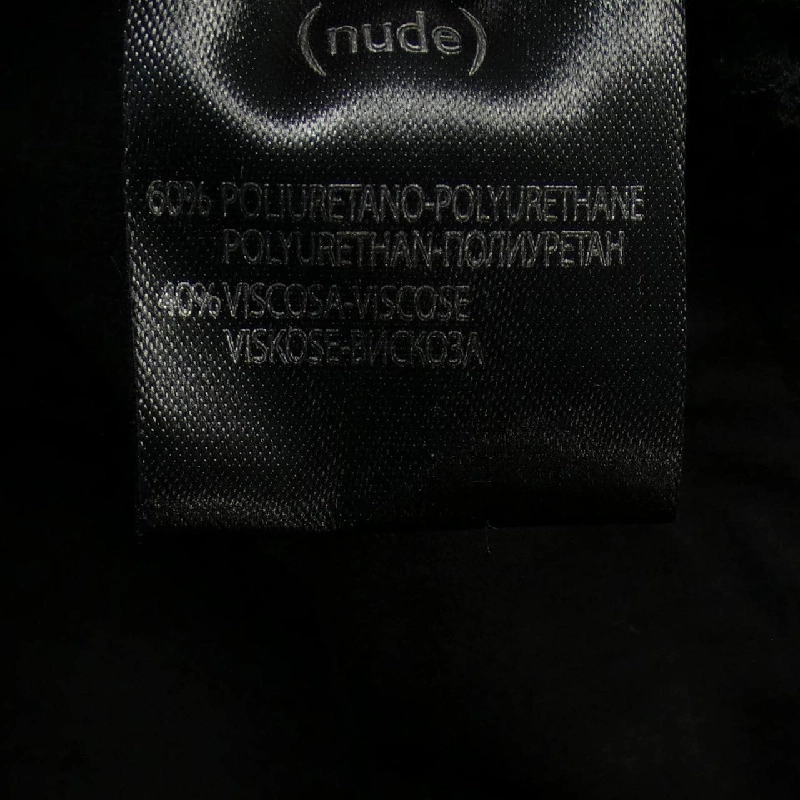 (nude)
60% POLIURETANO-POLYURETHANE
POLYURETHAN-ПОЛИУРЕТАН
40% VISCOSA-VISCOSE
VISKOSE-ВИСКОЗА